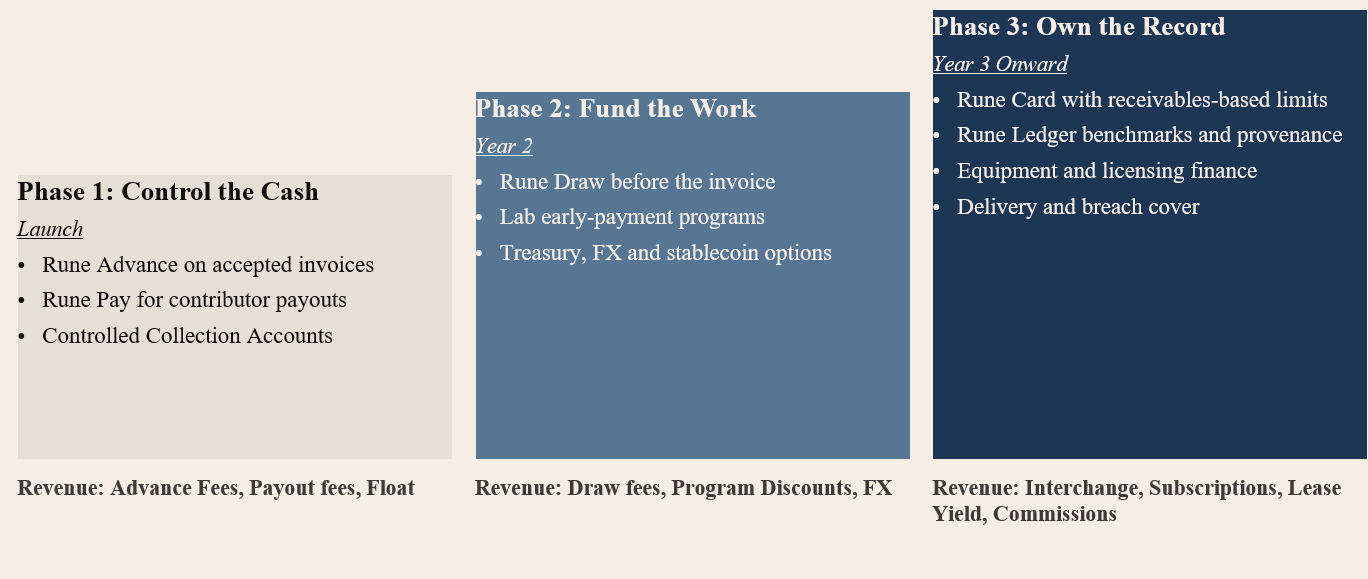 Phase 1: Control the Cash
Launch
• Rune Advance on accepted invoices
• Rune Pay for contributor payouts
• Controlled Collection Accounts
Revenue: Advance Fees, Payout fees, Float
Phase 2: Fund the Work
Year 2
• Rune Draw before the invoice
• Lab early-payment programs
• Treasury, FX and stablecoin options
Revenue: Draw fees, Program Discounts, FX
Phase 3: Own the Record
Year 3 Onward
• Rune Card with receivables-based limits
• Rune Ledger benchmarks and provenance
• Equipment and licensing finance
• Delivery and breach cover
Revenue: Interchange, Subscriptions, Lease
Yield, Commissions